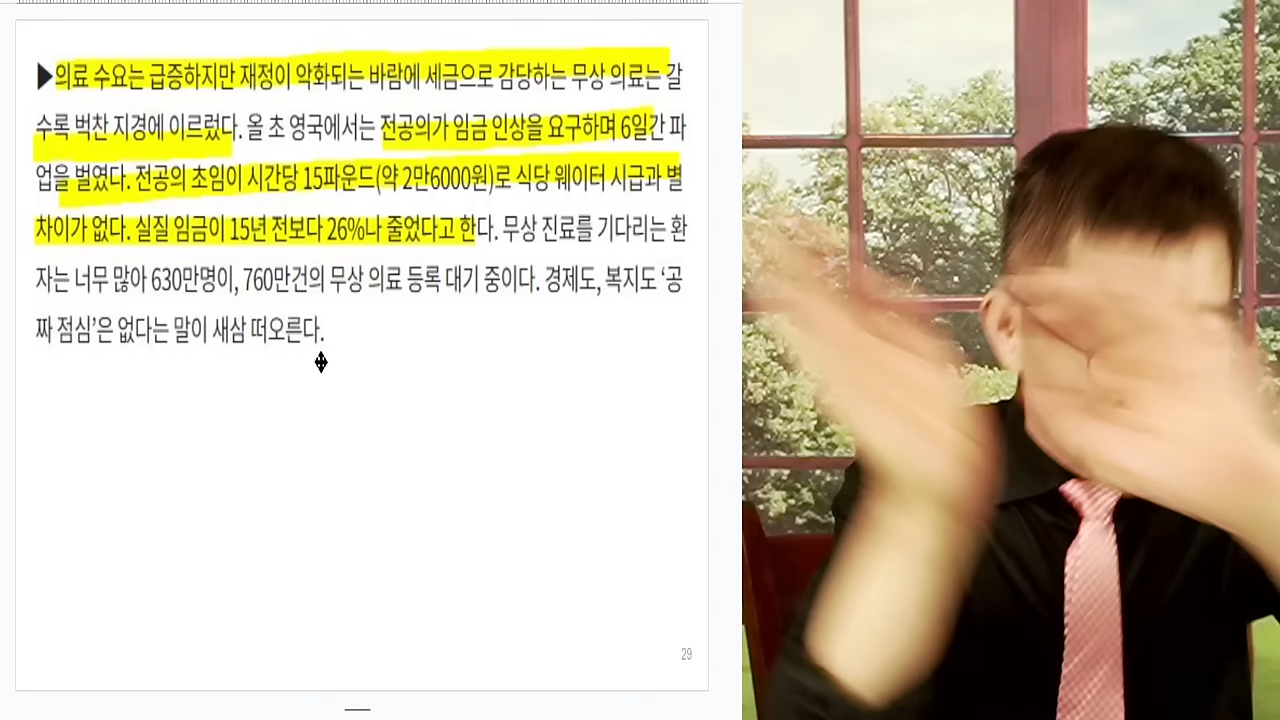 ▶의료 수요는 급증하지만 재정이 악화되는 바람에 세금으로 감당하는 무상 의료는 갈
수록 벅찬 지경에 이르렀다. 올 초 영국에서는 전공의가 임금 인상을 요구하며 6일간 파
업을 벌였다. 전공의 초임이 시간당 15파운드(약 2만6000원)로 식당 웨이터 시급과 별
차이가 없다. 실질 임금이 15년 전보다 26%나 줄었다고 한다. 무상 진료를 기다리는 환
자는 너무 많아 630만명이, 760만건의 무상 의료 등록 대기 중이다. 경제도, 복지도 ‘공
짜 점심’은 없다는 말이 새삼 떠오른다.
29